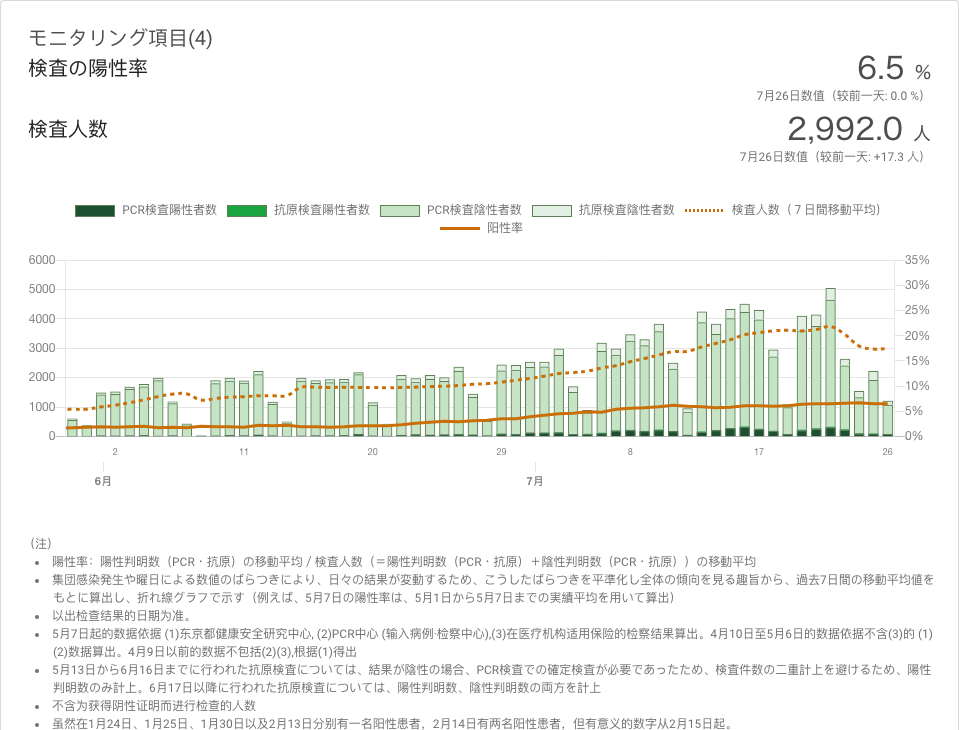 モニタリング項目(4)
検査の陽性率
6.5 %
7月26日数值（较前一天: 0.0 %）
検査人数
2,992.0 人
7月26日数值（较前一天: +17.3 人）
PCR検査陽性者数 抗原検査陽性者数 PCR検査陰性者数 抗原検査陰性者数 検査人数（７日間移動平均）
阳性率
6000 35%
5000 30%
4000 25%
3000 20%
2000 15%
1000 10%
0 5%
0%
2 11 20 29 8 17 26
6月 7月
（注）
陽性率：陽性判明数（PCR・抗原）の移動平均 / 検査人数（＝陽性判明数（PCR・抗原）＋陰性判明数（PCR・抗原））の移動平均
集団感染発生や曜日による数値のばらつきにより、日々の結果が変動するため、こうしたばらつきを平準化し全体の傾向を見る趣旨から、過去7日間の移動平均値を
もとに算出し、折れ線グラフで示す（例えば、5月7日の陽性率は、5月1日から5月7日までの実績平均を用いて算出）
以出检查结果的日期为准。
5月7日起的数据依据 (1)东京都健康安全研究中心, (2)PCR中心 (输入病例·检察中心),(3)在医疗机构适用保险的检察结果算出。4月10日至5月6日的数据依据不含(3)的 (1)
(2)数据算出。4月9日以前的数据不包括(2)(3),根据(1)得出
5月13日から6月16日までに行われた抗原検査については、結果が陰性の場合、PCR検査での確定検査が必要であったため、検査件数の二重計上を避けるため、陽性
判明数のみ計上。6月17日以降に行われた抗原検査については、陽性判明数、陰性判明数の両方を計上
不含为获得阴性证明而进行检查的人数
虽然在1月24日、1月25日、1月30日以及2月13日分别有一名阳性患者，2月14日有两名阳性患者，但有意义的数字从2月15日起。